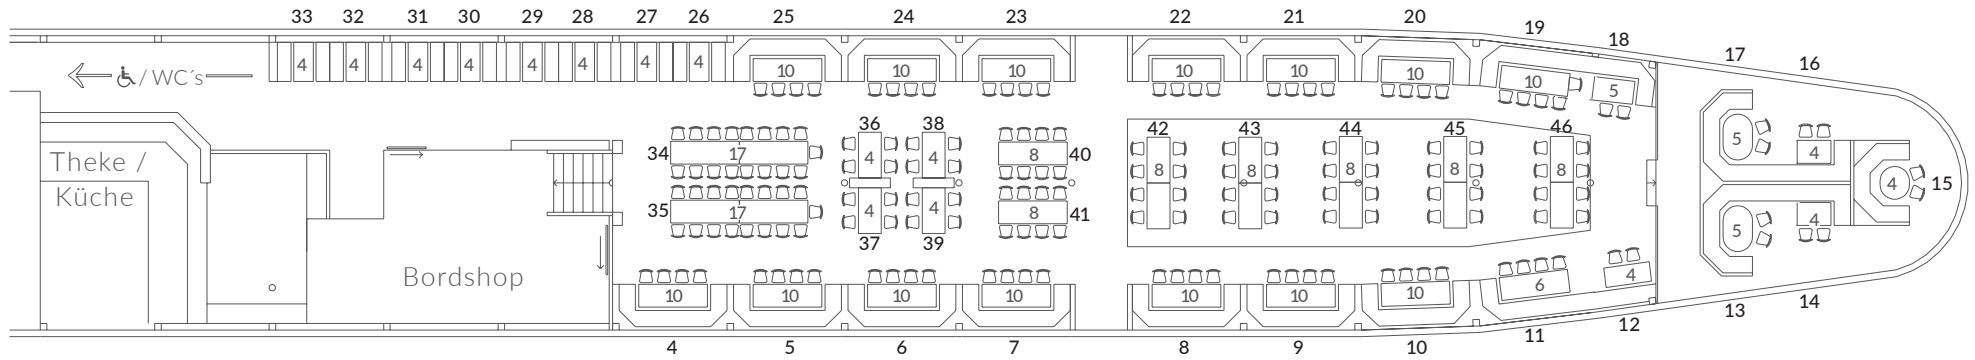 33 32 31 30 29 28 27 26 25 24 23 22 21 20 19 18 17 16
4 4 4 4 4 4 4 4 10 10 10 10 10 10 10 5
/ WC´s
36 38 42 43 44 45 46
34 17 4 4 8 40 8 8 8 8 8 5 4
Theke /
Küche
4 15
35 17 4 4 8 41 5 4
37 39
Bordshop
10 10 10 10 10 10 10 6 4
4 5 6 7 8 9 10 11 12 13 14